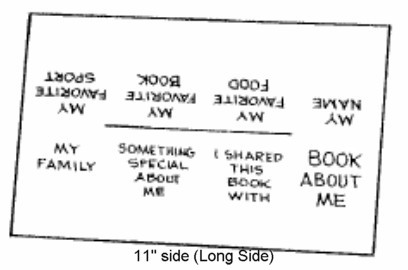 MY
FAVORITE
SPORT
MY
FAVORITE
BOOK
MY
FAVORITE
FOOD
MY
NAME
MY
FAMILY
SOMETHING
SPECIAL
ABOUT
ME
I SHARED
THIS
BOOK
WITH
BOOK
ABOUT
ME
11" side (Long Side)